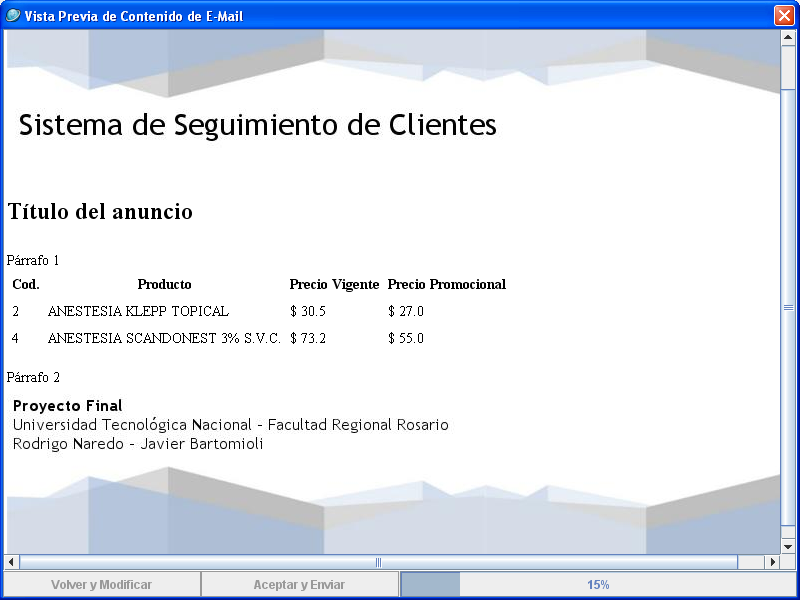 Vista Previa de Contenido de E-Mail
Sistema de Seguimiento de Clientes
Título del anuncio
Párrafo 1
Cod. Producto Precio Vigente Precio Promocional
2 ANESTESIA KLEPP TOPICAL $ 30.5 $ 27.0
4 ANESTESIA SCANDONEST 3% S.V.C. $ 73.2 $ 55.0
Párrafo 2
Proyecto Final
Universidad Tecnológica Nacional - Facultad Regional Rosario
Rodrigo Naredo - Javier Bartomioli
Volver y Modificar Aceptar y Enviar 15%